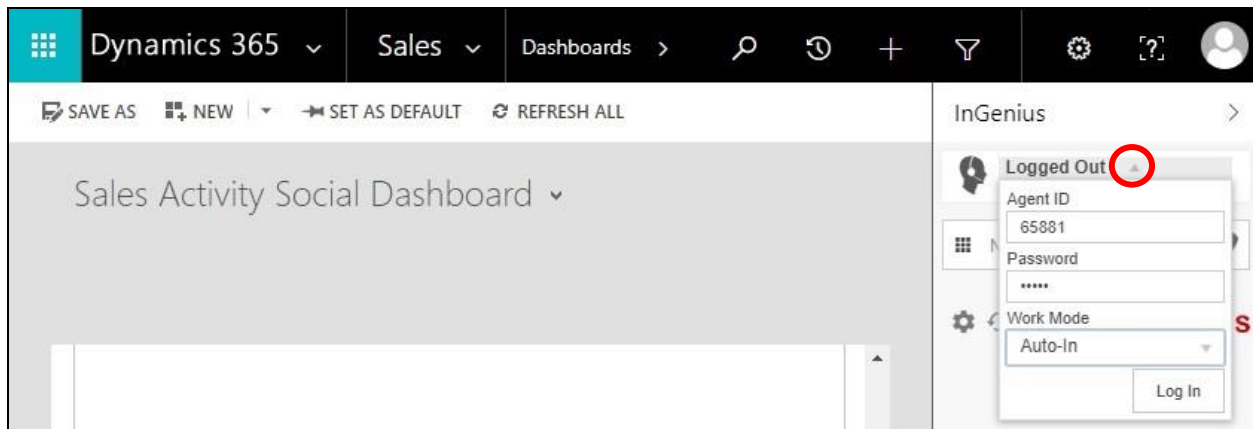 Dynamics 365 Sales Dashboards
SAVE AS NEW SET AS DEFAULT REFRESH ALL
InGenius
Logged Out
Sales Activity Social Dashboard
Agent ID
65881
N
Password
•••••
Work Mode
S
Auto-In
Log In